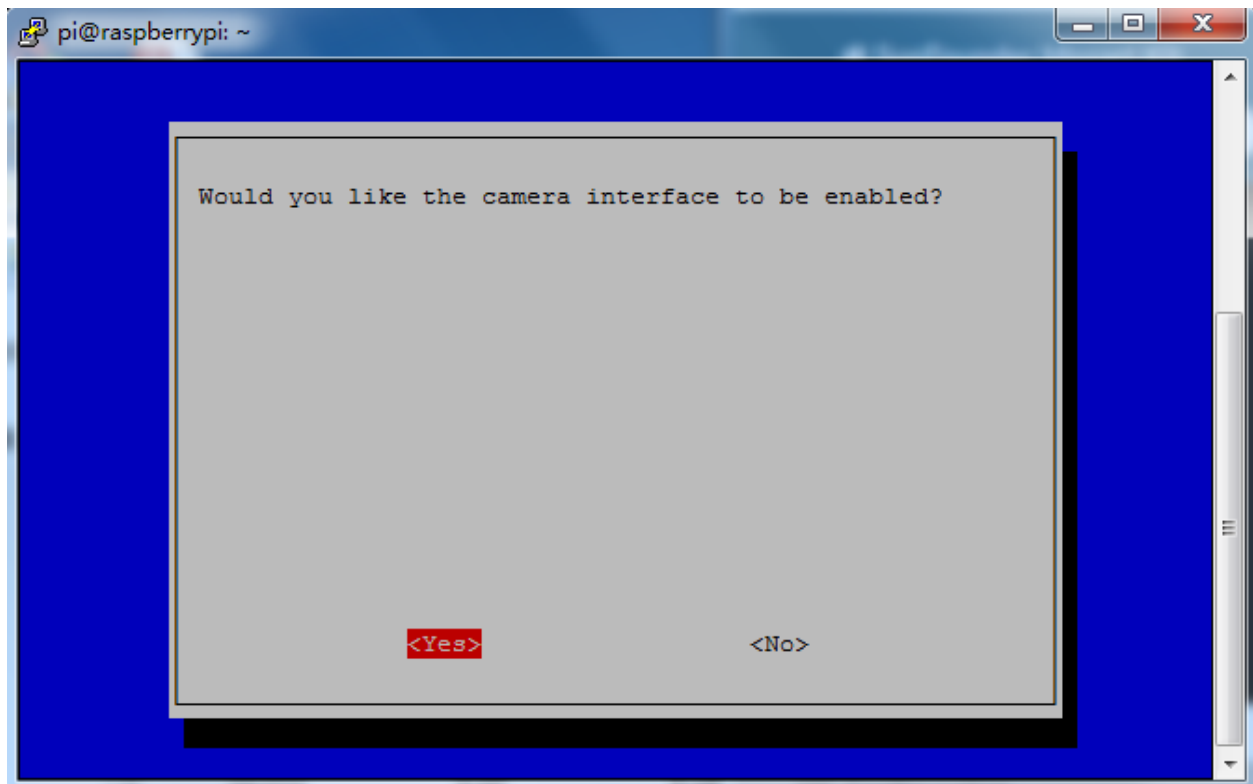 pi@raspberrypi: ~
Would you like the camera interface to be enabled?
<Yes> <No>